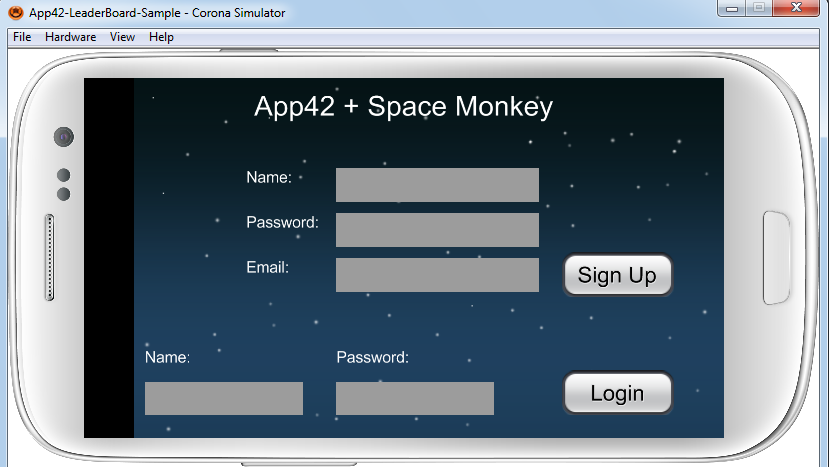 App42-LeaderBoard-Sample - Corona Simulator
File Hardware View Help
App42 + Space Monkey
Name:
Password:
Email:
Sign Up
Name: Password:
Login